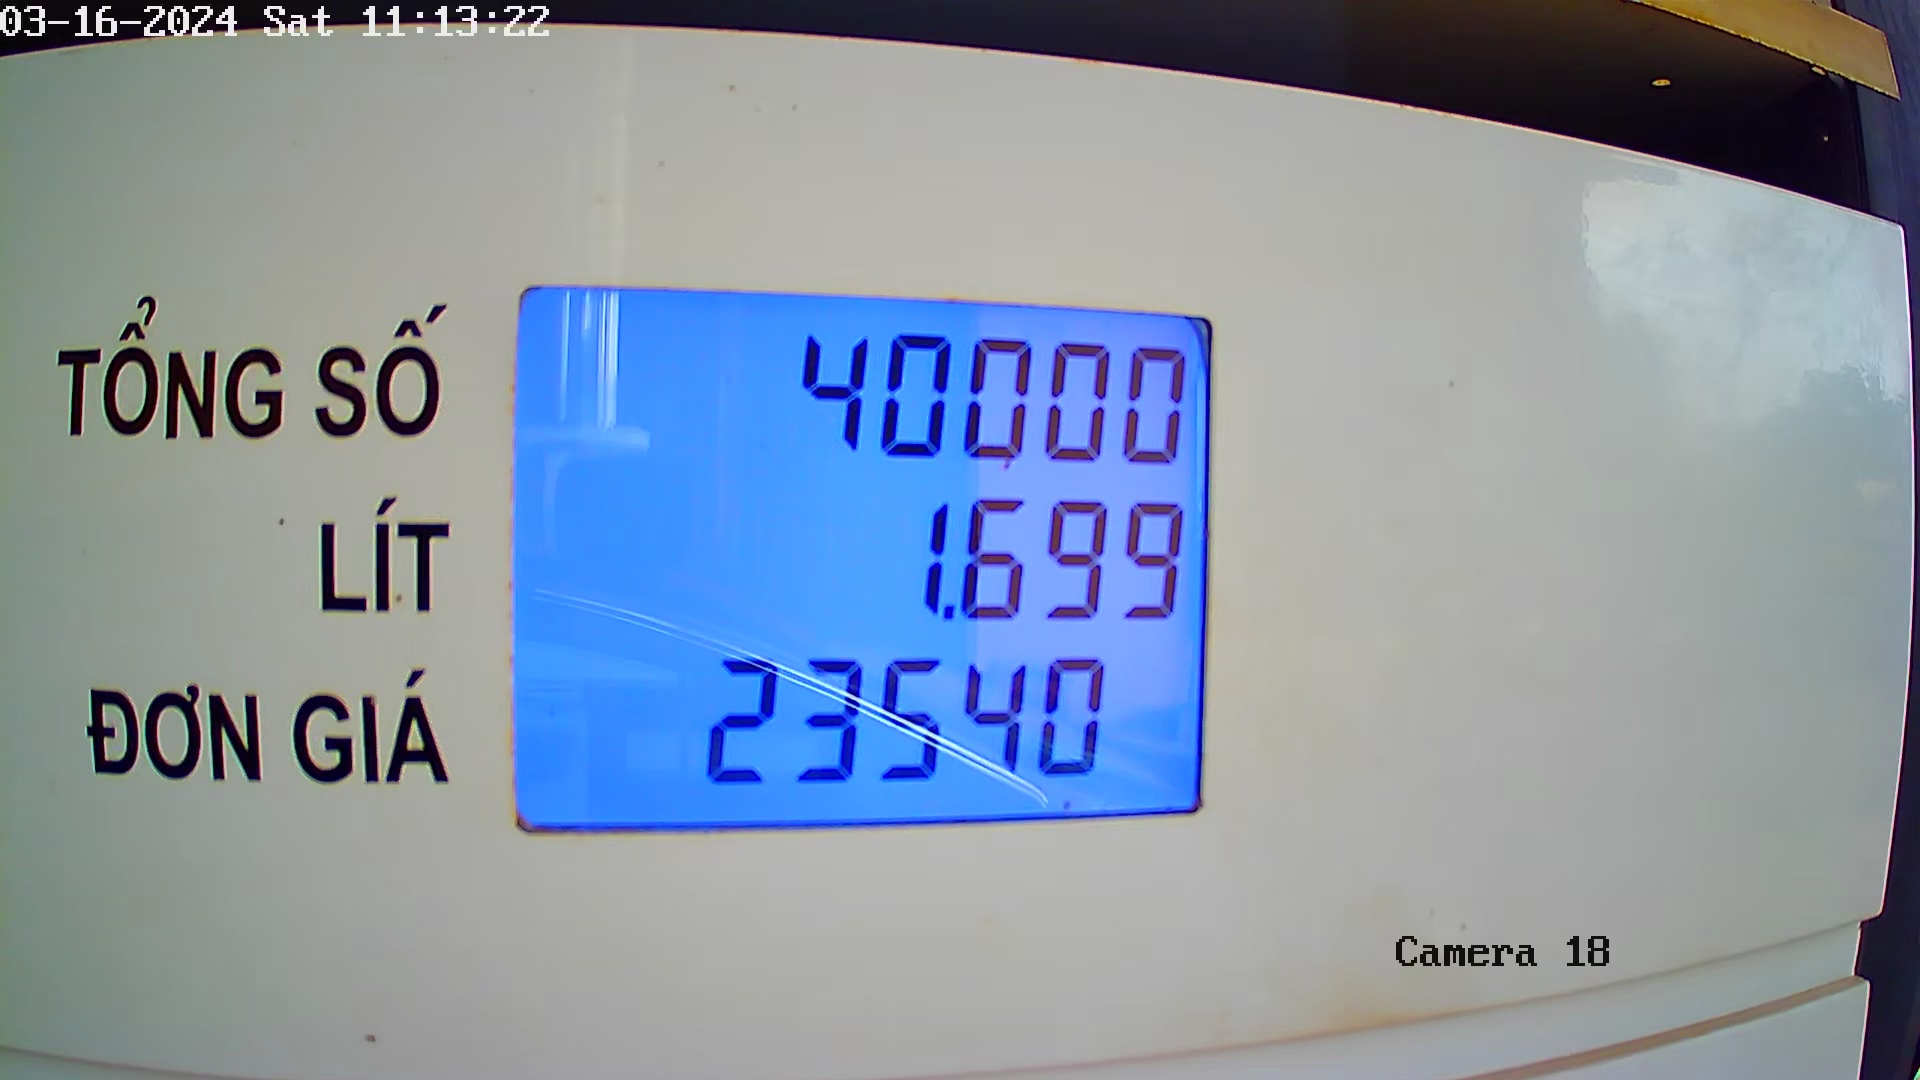 03-16-2024 Sat 11:13:22
TỔNG SỐ 40000
LÍT 1.699
ĐƠN GIÁ 23540
Camera 18